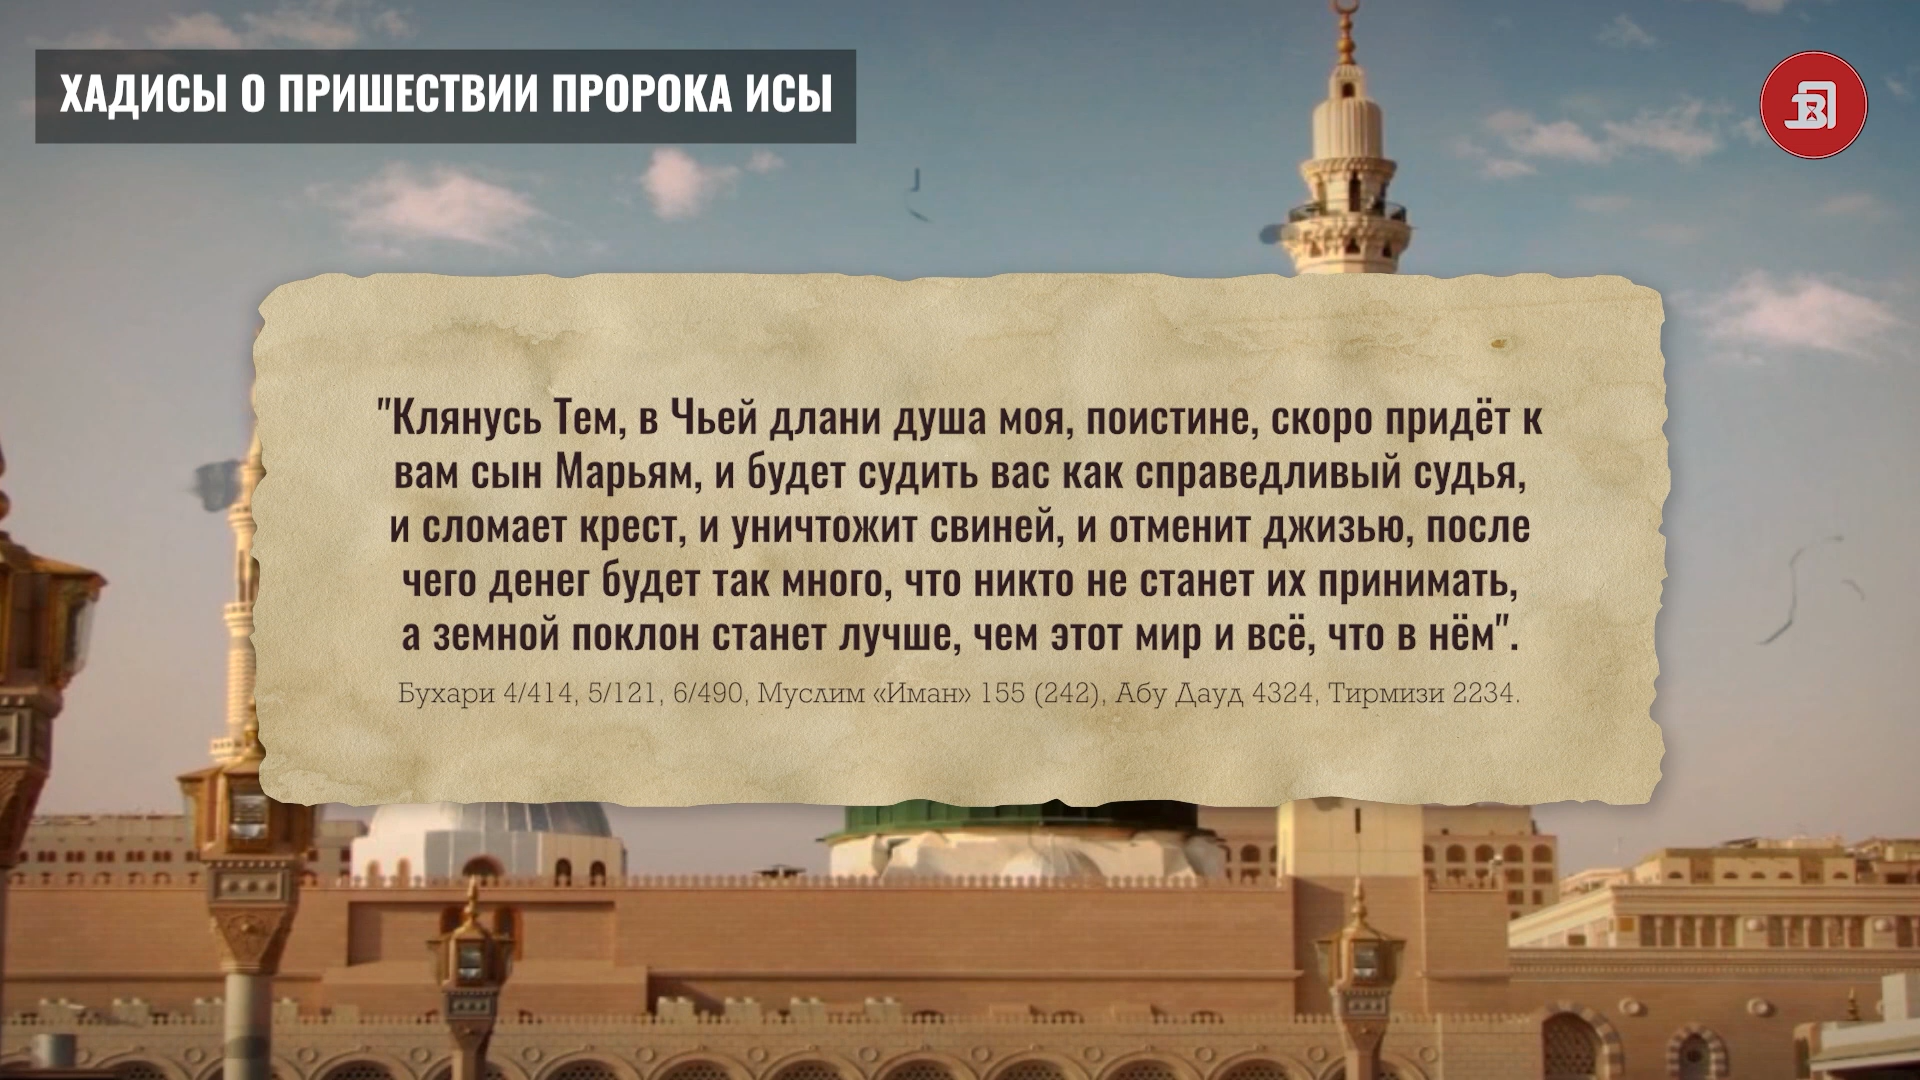 ХАДИСЫ О ПРИШЕСТВИИ ПРОРОКА ИСЫ
"Клянусь Тем, в Чьей длани душа моя, поистине, скоро придёт к
вам сын Марьям, и будет судить вас как справедливый судья,
и сломает крест, и уничтожит свиней, и отменит джизью, после
чего денег будет так много, что никто не станет их принимать,
а земной поклон станет лучше, чем этот мир и всё, что в нём".
Бухари 4/414, 5/121, 6/490, Муслим «Иман» 155 (242), Абу Дауд 4324, Тирмизи 2234.